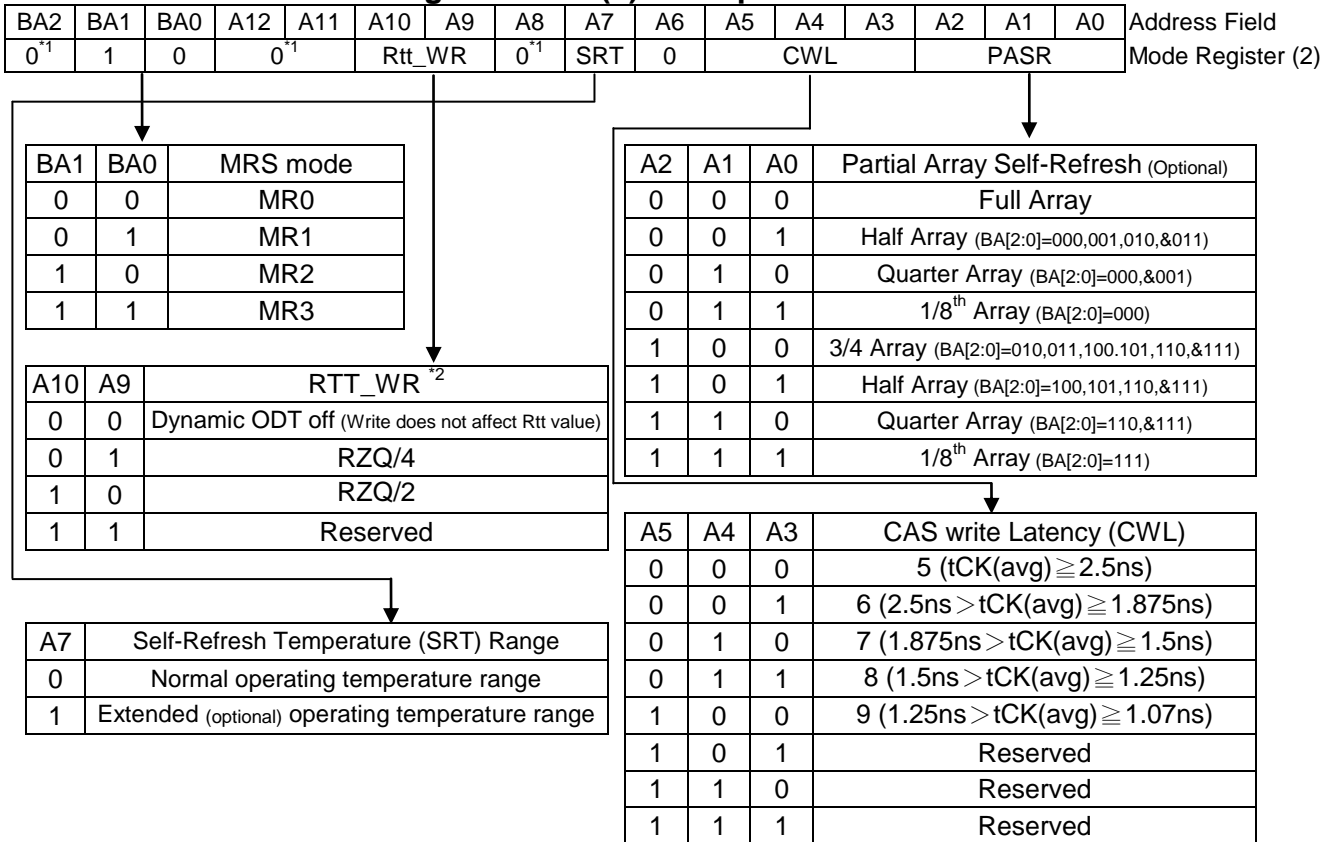 BA2 BA1 BA0 A12 A11 A10 A9 A8 A7 A6 A5 A4 A3 A2 A1 A0 Address Field
0*1 1 0 0*1 Rtt_WR 0*1 SRT 0 CWL PASR Mode Register (2)
BA1 BA0 MRS mode
0 0 MR0
0 1 MR1
1 0 MR2
1 1 MR3
A2 A1 A0 Partial Array Self-Refresh (Optional)
0 0 0 Full Array
0 0 1 Half Array (BA[2:0]=000,001,010,&011)
0 1 0 Quarter Array (BA[2:0]=000,&001)
0 1 1 1/8th Array (BA[2:0]=000)
1 0 0 3/4 Array (BA[2:0]=010,011,100.101,110,&111)
1 0 1 Half Array (BA[2:0]=100,101,110,&111)
1 1 0 Quarter Array (BA[2:0]=110,&111)
1 1 1 1/8th Array (BA[2:0]=111)
A10 A9 RTT_WR *2
0 0 Dynamic ODT off (Write does not affect Rtt value)
0 1 RZQ/4
1 0 RZQ/2
1 1 Reserved
A5 A4 A3 CAS write Latency (CWL)
0 0 0 5 (tCK(avg)≧2.5ns)
0 0 1 6 (2.5ns>tCK(avg)≧1.875ns)
0 1 0 7 (1.875ns>tCK(avg)≧1.5ns)
0 1 1 8 (1.5ns>tCK(avg)≧1.25ns)
1 0 0 9 (1.25ns>tCK(avg)≧1.07ns)
1 0 1 Reserved
1 1 0 Reserved
1 1 1 Reserved
A7 Self-Refresh Temperature (SRT) Range
0 Normal operating temperature range
1 Extended (optional) operating temperature range